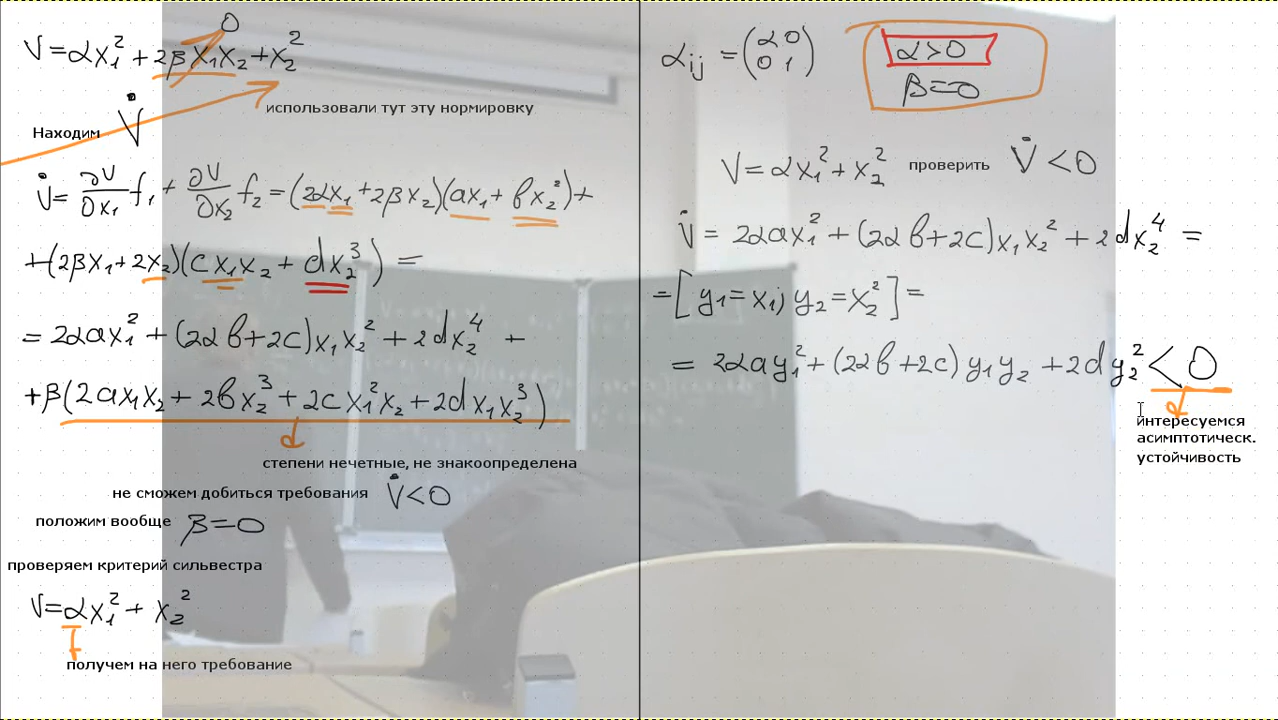 V=αx₁²+2βx₁x₂+x₂²
0
использовали тут эту нормировку
Находим V̇
V̇=∂V/∂x₁ f₁ + ∂V/∂x₂ f₂ =(2αx₁+2βx₂)(ax₁+bx₂²)+
+(2βx₁+2x₂)(cx₁x₂+dx₂³) =
= 2αax₁²+(2αb+2c)x₁x₂²+2dx₂⁴ +
+β(2ax₁x₂+2bx₂³+2cx₁²x₂+2dx₁x₂³)
степени нечетные, не знакоопределена
не сможем добиться требования V̇<0
положим вообще β=0
проверяем критерий сильвестра
V=αx₁²+x₂²
получем на него требование
αij = (α 0
0 1)
α>0
β=0
V=αx₁²+x₂² проверить V̇<0
V̇ = 2αax₁²+(2αb+2c)x₁x₂²+2dx₂⁴ =
=[y₁=x₁; y₂=x₂²]=
= 2αay₁²+(2αb+2c)y₁y₂+2dy₂²<0
интересуемся
асимптотическ.
устойчивость